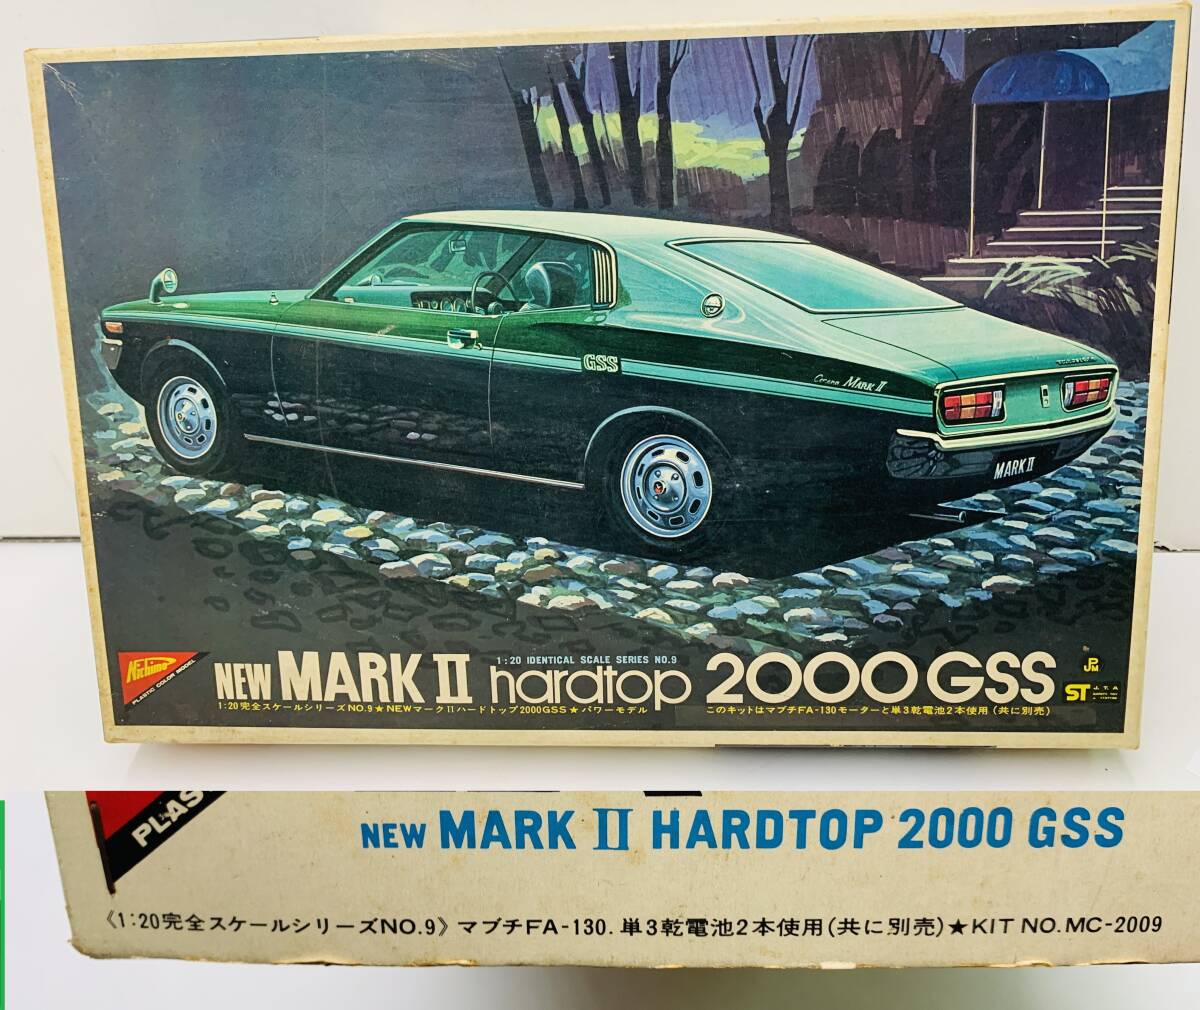 GSS
Corona MARK II
MARK II
Nichimo
PLASTIC COLOR MODEL
1:20 IDENTICAL SCALE SERIES NO.9
NEW MARK II hardtop 2000GSS
1:20完全スケールシリーズNO.9★NEWマークIIハードトップ2000GSS★パワーモデル
このキットはマブチFA-130モーターと単3乾電池2本使用(共に別売)
JPM
ST
J.T.A
PLAS
NEW MARK II HARDTOP 2000 GSS
《1:20完全スケールシリーズNO.9》マブチFA-130.単3乾電池2本使用(共に別売)★KIT NO.MC-2009